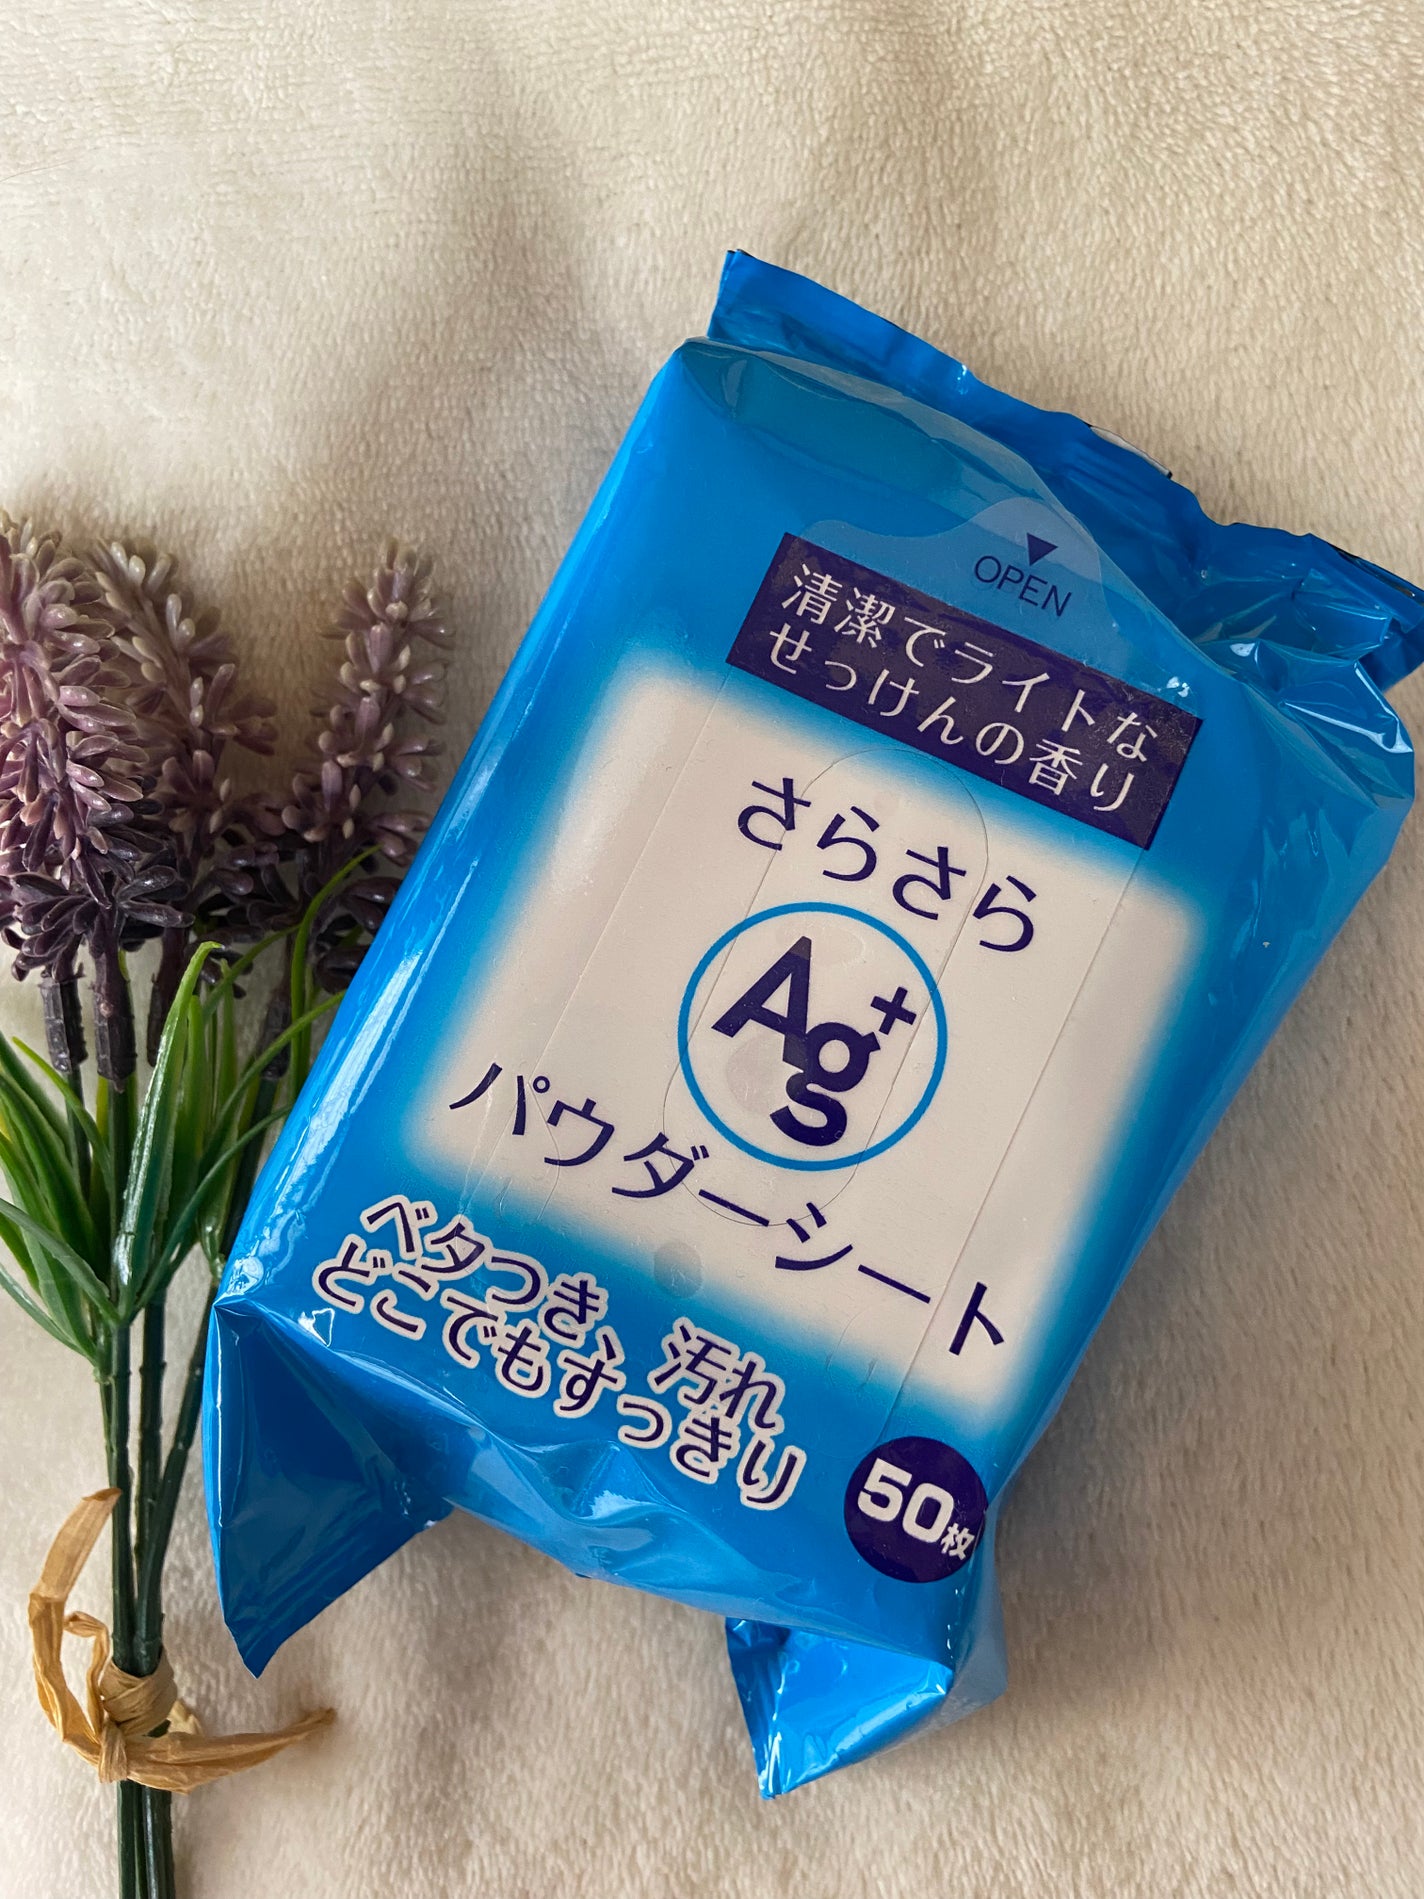 OPEN
清潔でライトな
せっけんの香り
さらさら
Ag+
s
パウダーシート
ベタつき、汚れ
どこでもすっきり
50枚